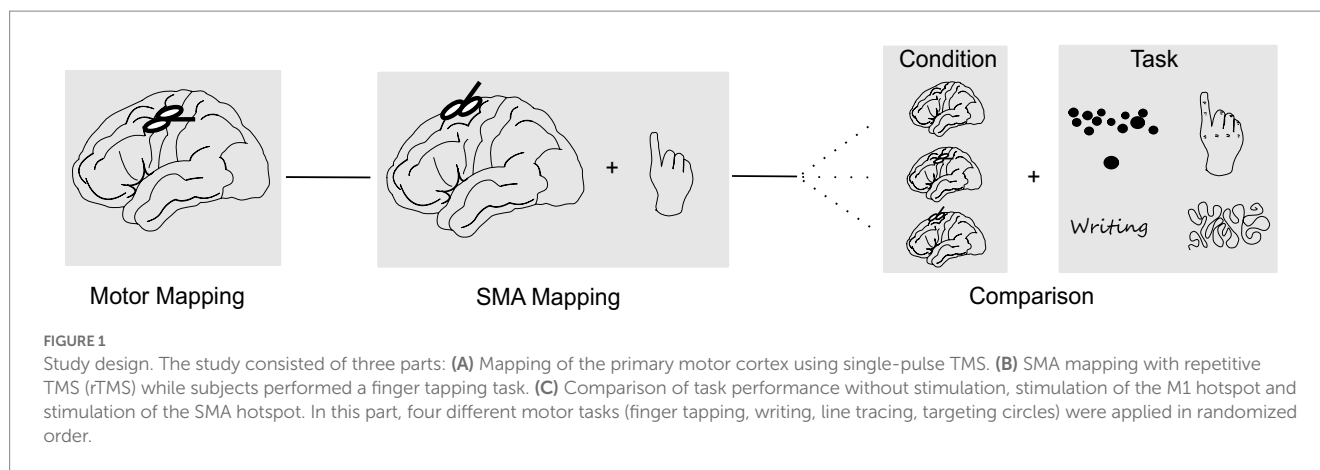 Condition
Task
+
+
Writing
Motor Mapping
SMA Mapping
Comparison
FIGURE 1
Study design. The study consisted of three parts: (A) Mapping of the primary motor cortex using single-pulse TMS. (B) SMA mapping with repetitive
TMS (rTMS) while subjects performed a finger tapping task. (C) Comparison of task performance without stimulation, stimulation of the M1 hotspot and
stimulation of the SMA hotspot. In this part, four different motor tasks (finger tapping, writing, line tracing, targeting circles) were applied in randomized
order.